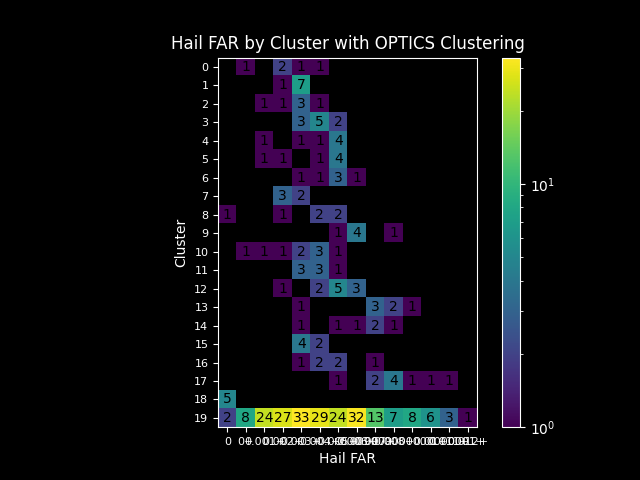 Hail FAR by Cluster with OPTICS Clustering
0 1 2 1 1
1 1 7
2 1 1 3 1
3 3 5 2
4 1 1 1 4
5 1 1 1 4
6 1 1 3 1
7 3 2
8 1 1 2 2
9 1 4 1
10 1 1 1 2 3 1
11 3 3 1
12 1 2 5 3
13 1 3 2 1
14 1 1 1 2 1
15 4 2
16 1 2 2 1
17 1 2 4 1 1 1
18 5
19 2 8 24 27 33 29 24 32 13 7 8 6 3 1
0
Hail FAR
Cluster
10¹
10⁰